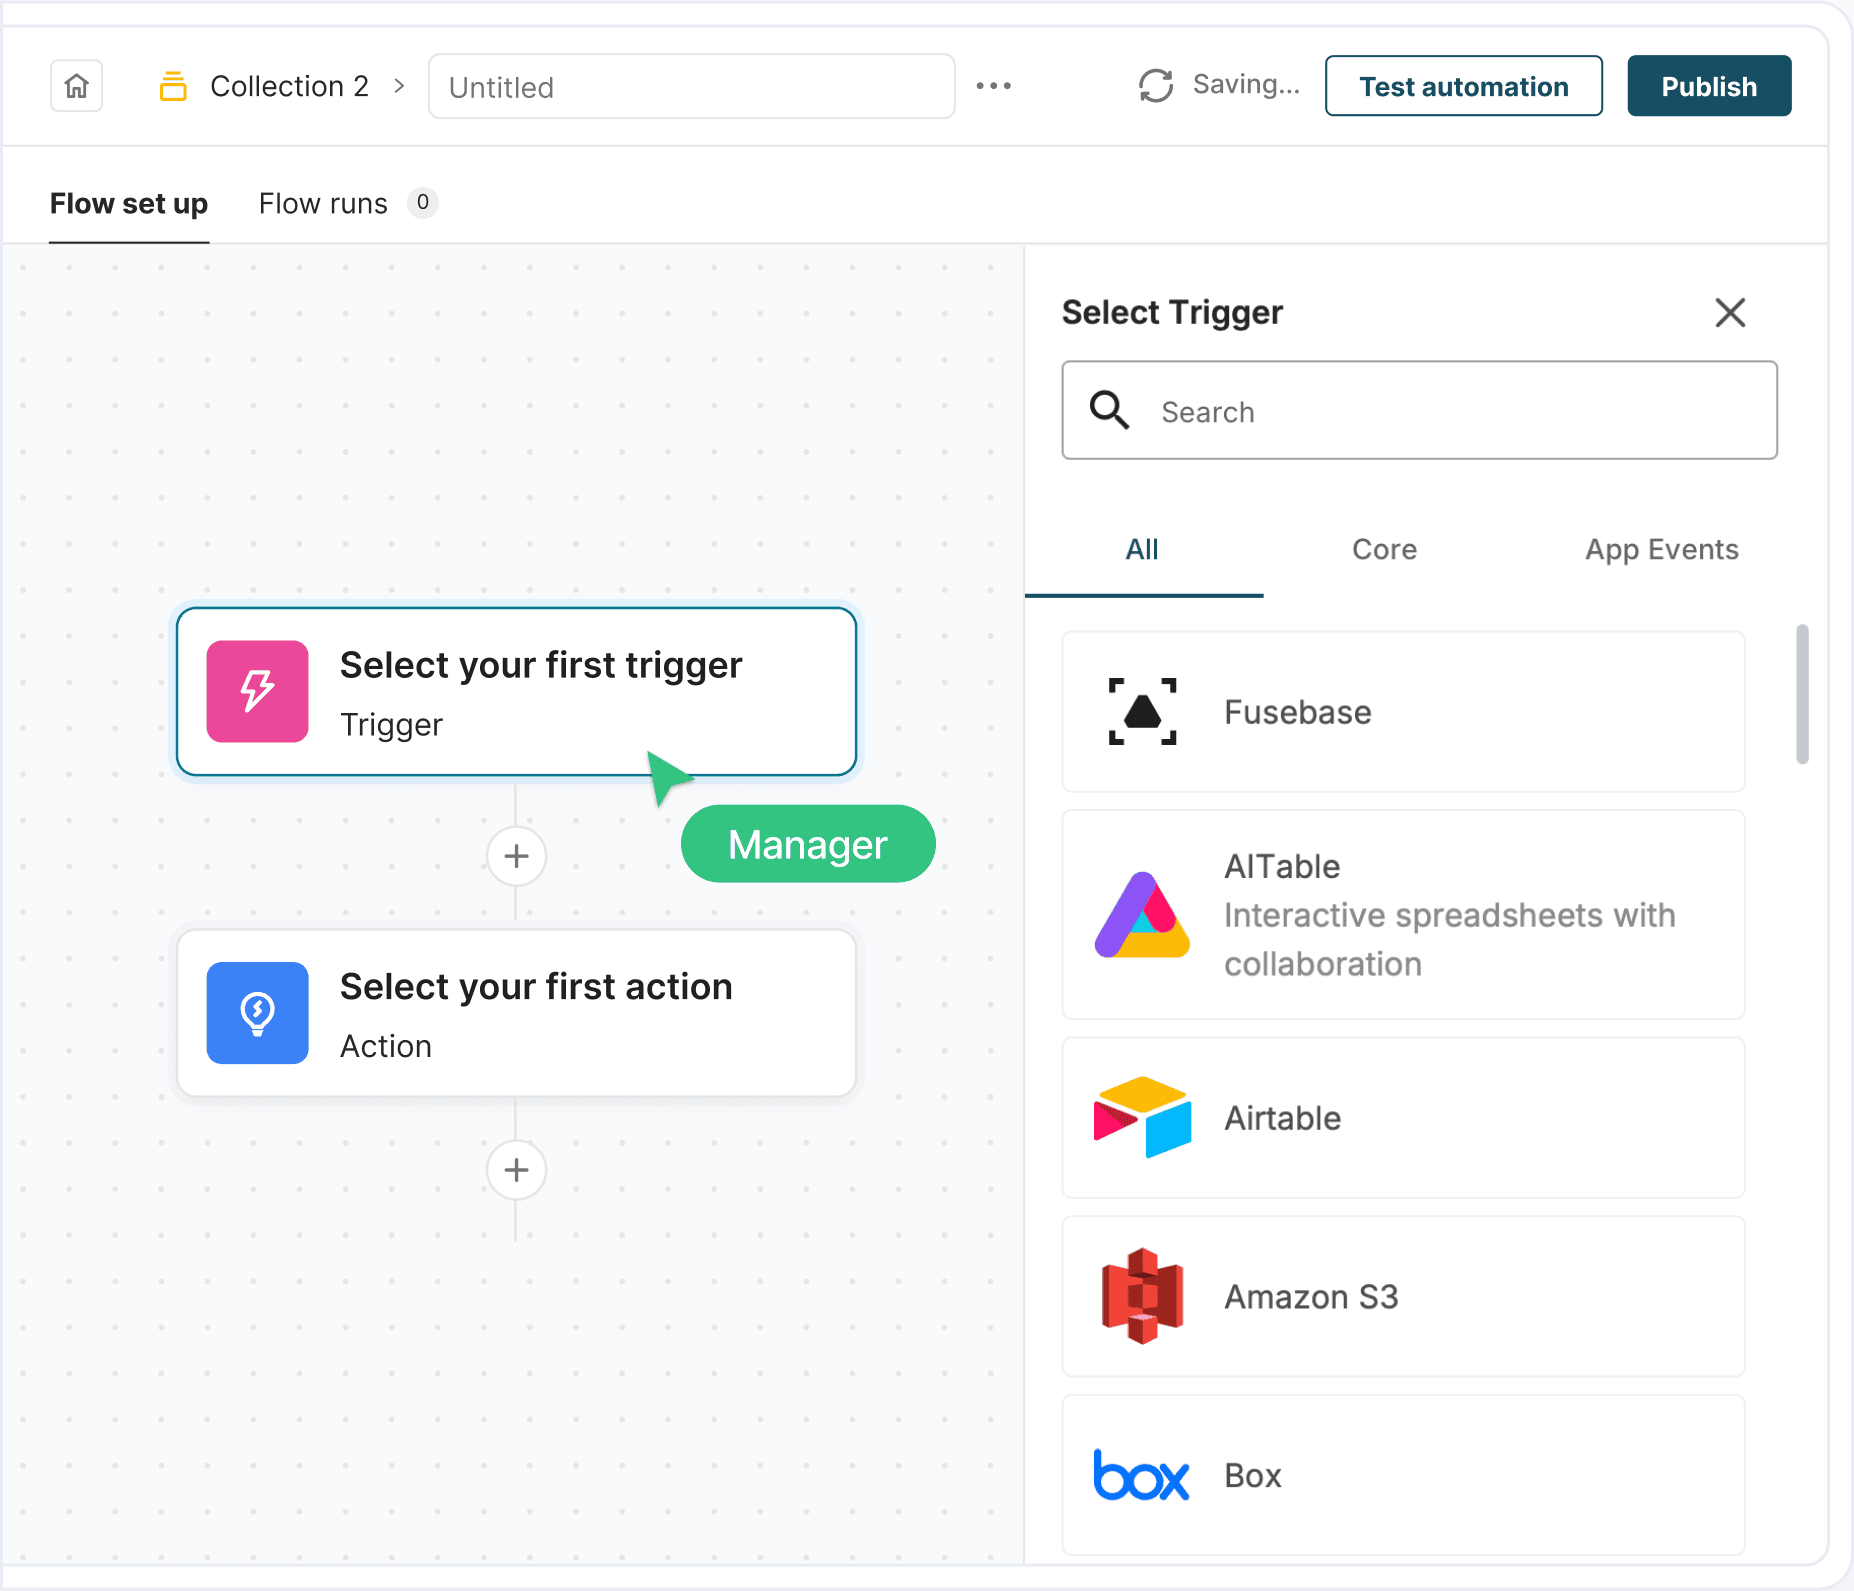 Collection 2
Untitled
Saving...
Test automation
Publish
Flow set up
Flow runs
0
Select your first trigger
Trigger
Manager
Select your first action
Action
Select Trigger
Search
All
Core
App Events
Fusebase
AITable
Interactive spreadsheets with
collaboration
Airtable
Amazon S3
box
Box